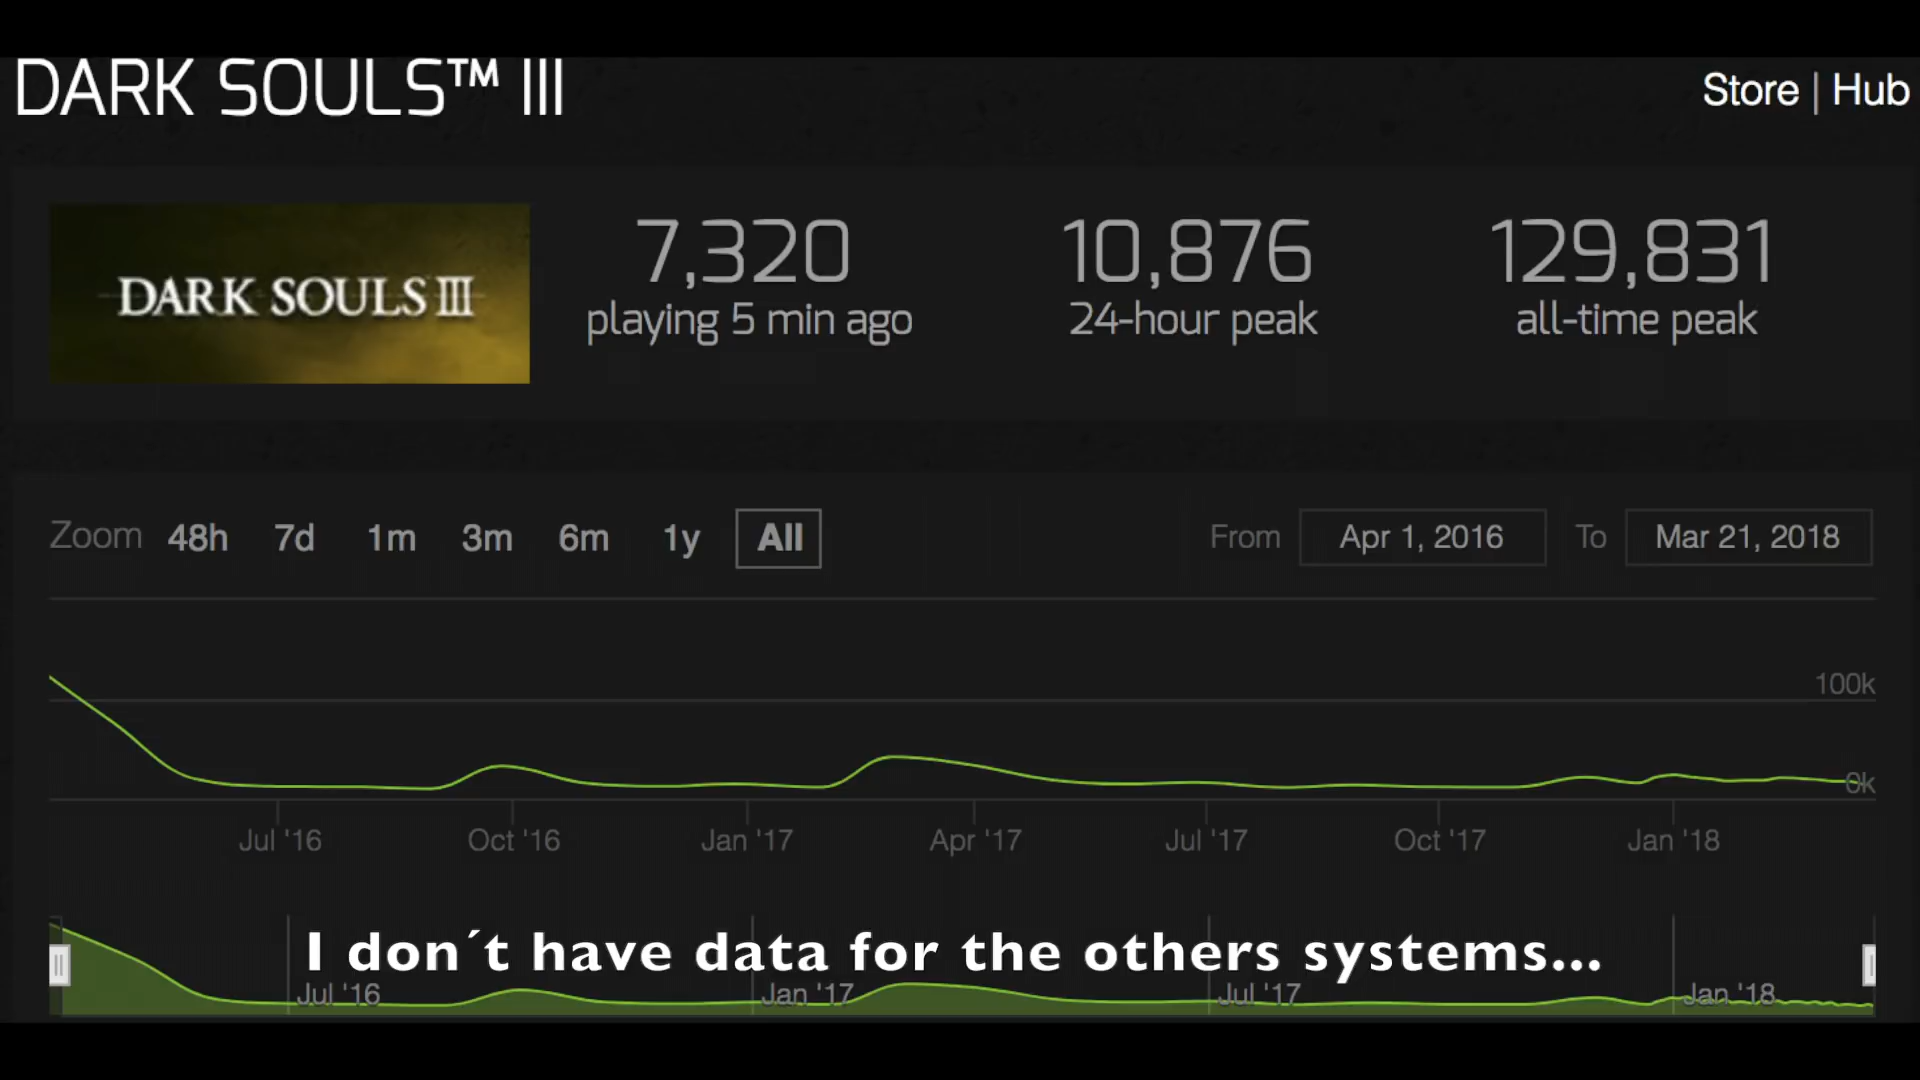 DARK SOULS™ III
Store | Hub
DARK SOULS III
7,320
playing 5 min ago
10,876
24-hour peak
129,831
all-time peak
Zoom 48h 7d 1m 3m 6m 1y All
From Apr 1, 2016 To Mar 21, 2018
100k
0k
Jul '16 Oct '16 Jan '17 Apr '17 Jul '17 Oct '17 Jan '18
I don´t have data for the others systems...
Jul '16 Jan '17 Jul '17 Jan '18